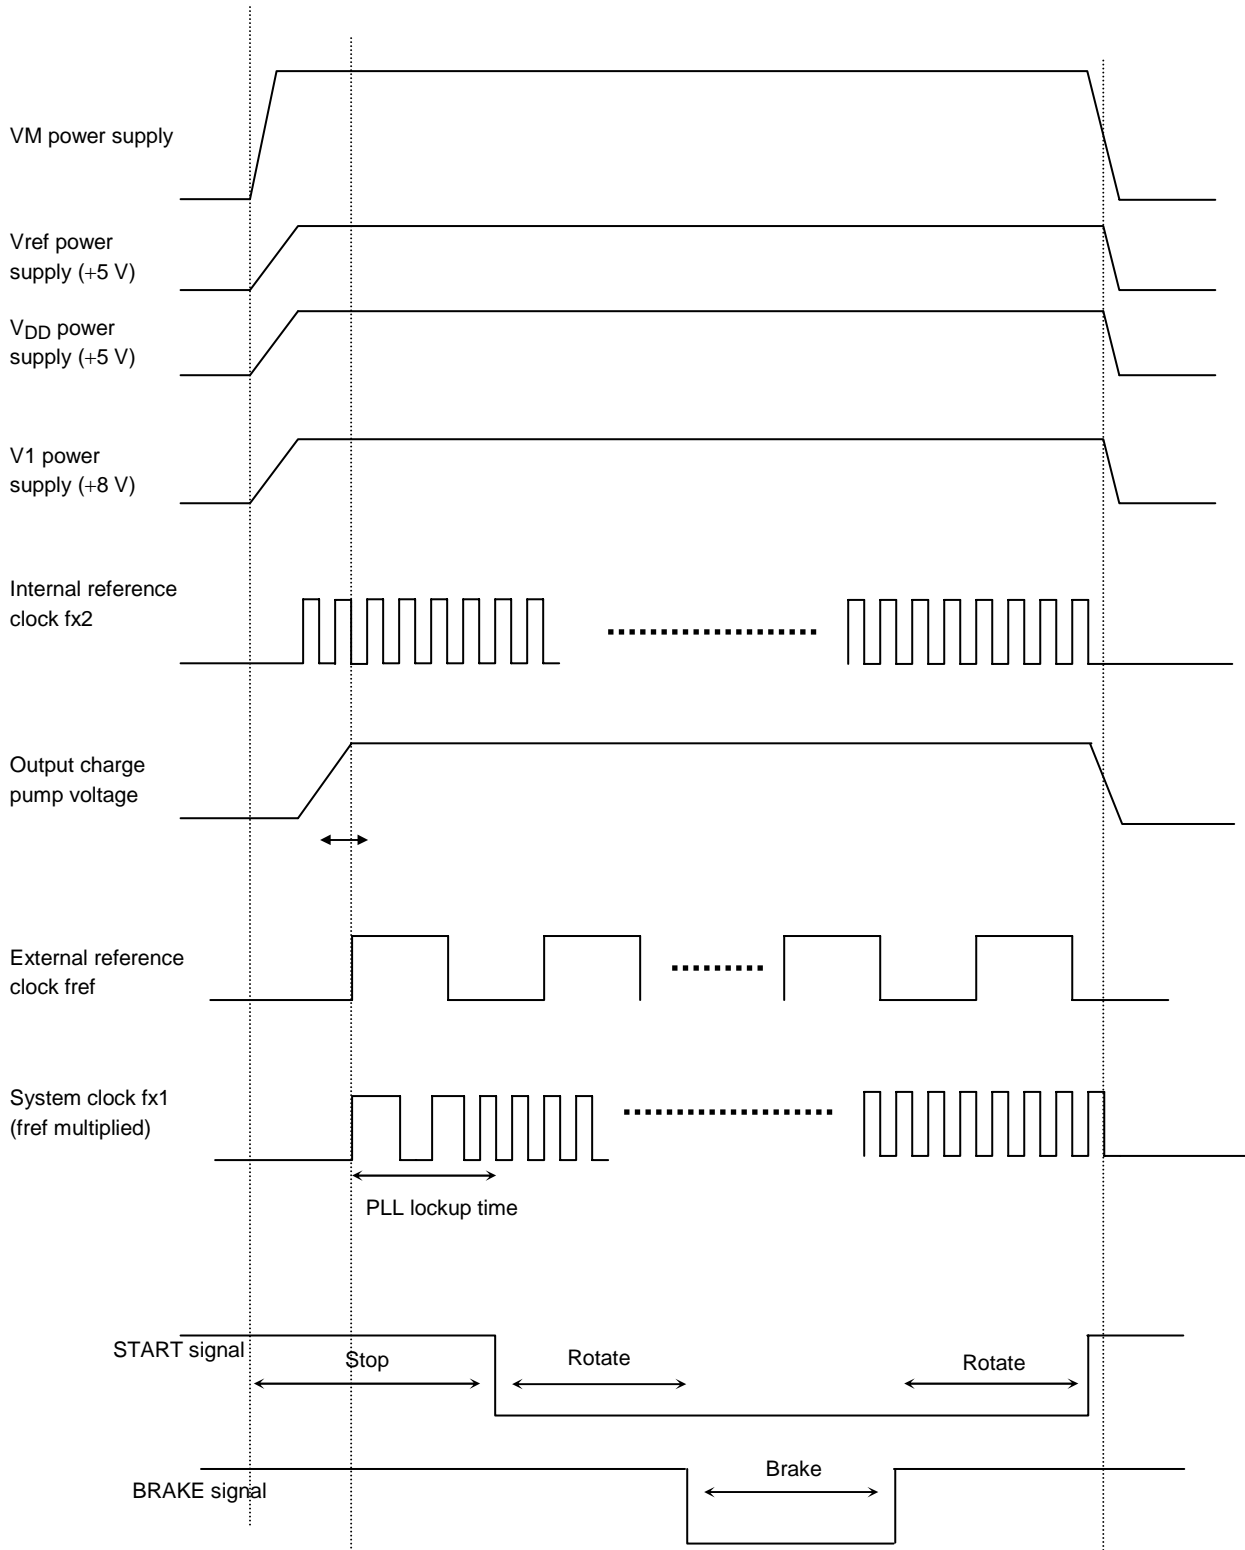 VM power supply
Vref power
supply (+5 V)
VDD power
supply (+5 V)
V1 power
supply (+8 V)
Internal reference
clock fx2
Output charge
pump voltage
External reference
clock fref
System clock fx1
(fref multiplied)
PLL lockup time
START signal
Stop
Rotate
Rotate
Brake
BRAKE signal